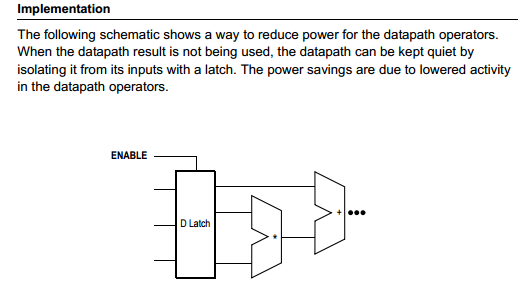 Implementation
The following schematic shows a way to reduce power for the datapath operators.
When the datapath result is not being used, the datapath can be kept quiet by
isolating it from its inputs with a latch. The power savings are due to lowered activity
in the datapath operators.
ENABLE
+ •••
D Latch
*